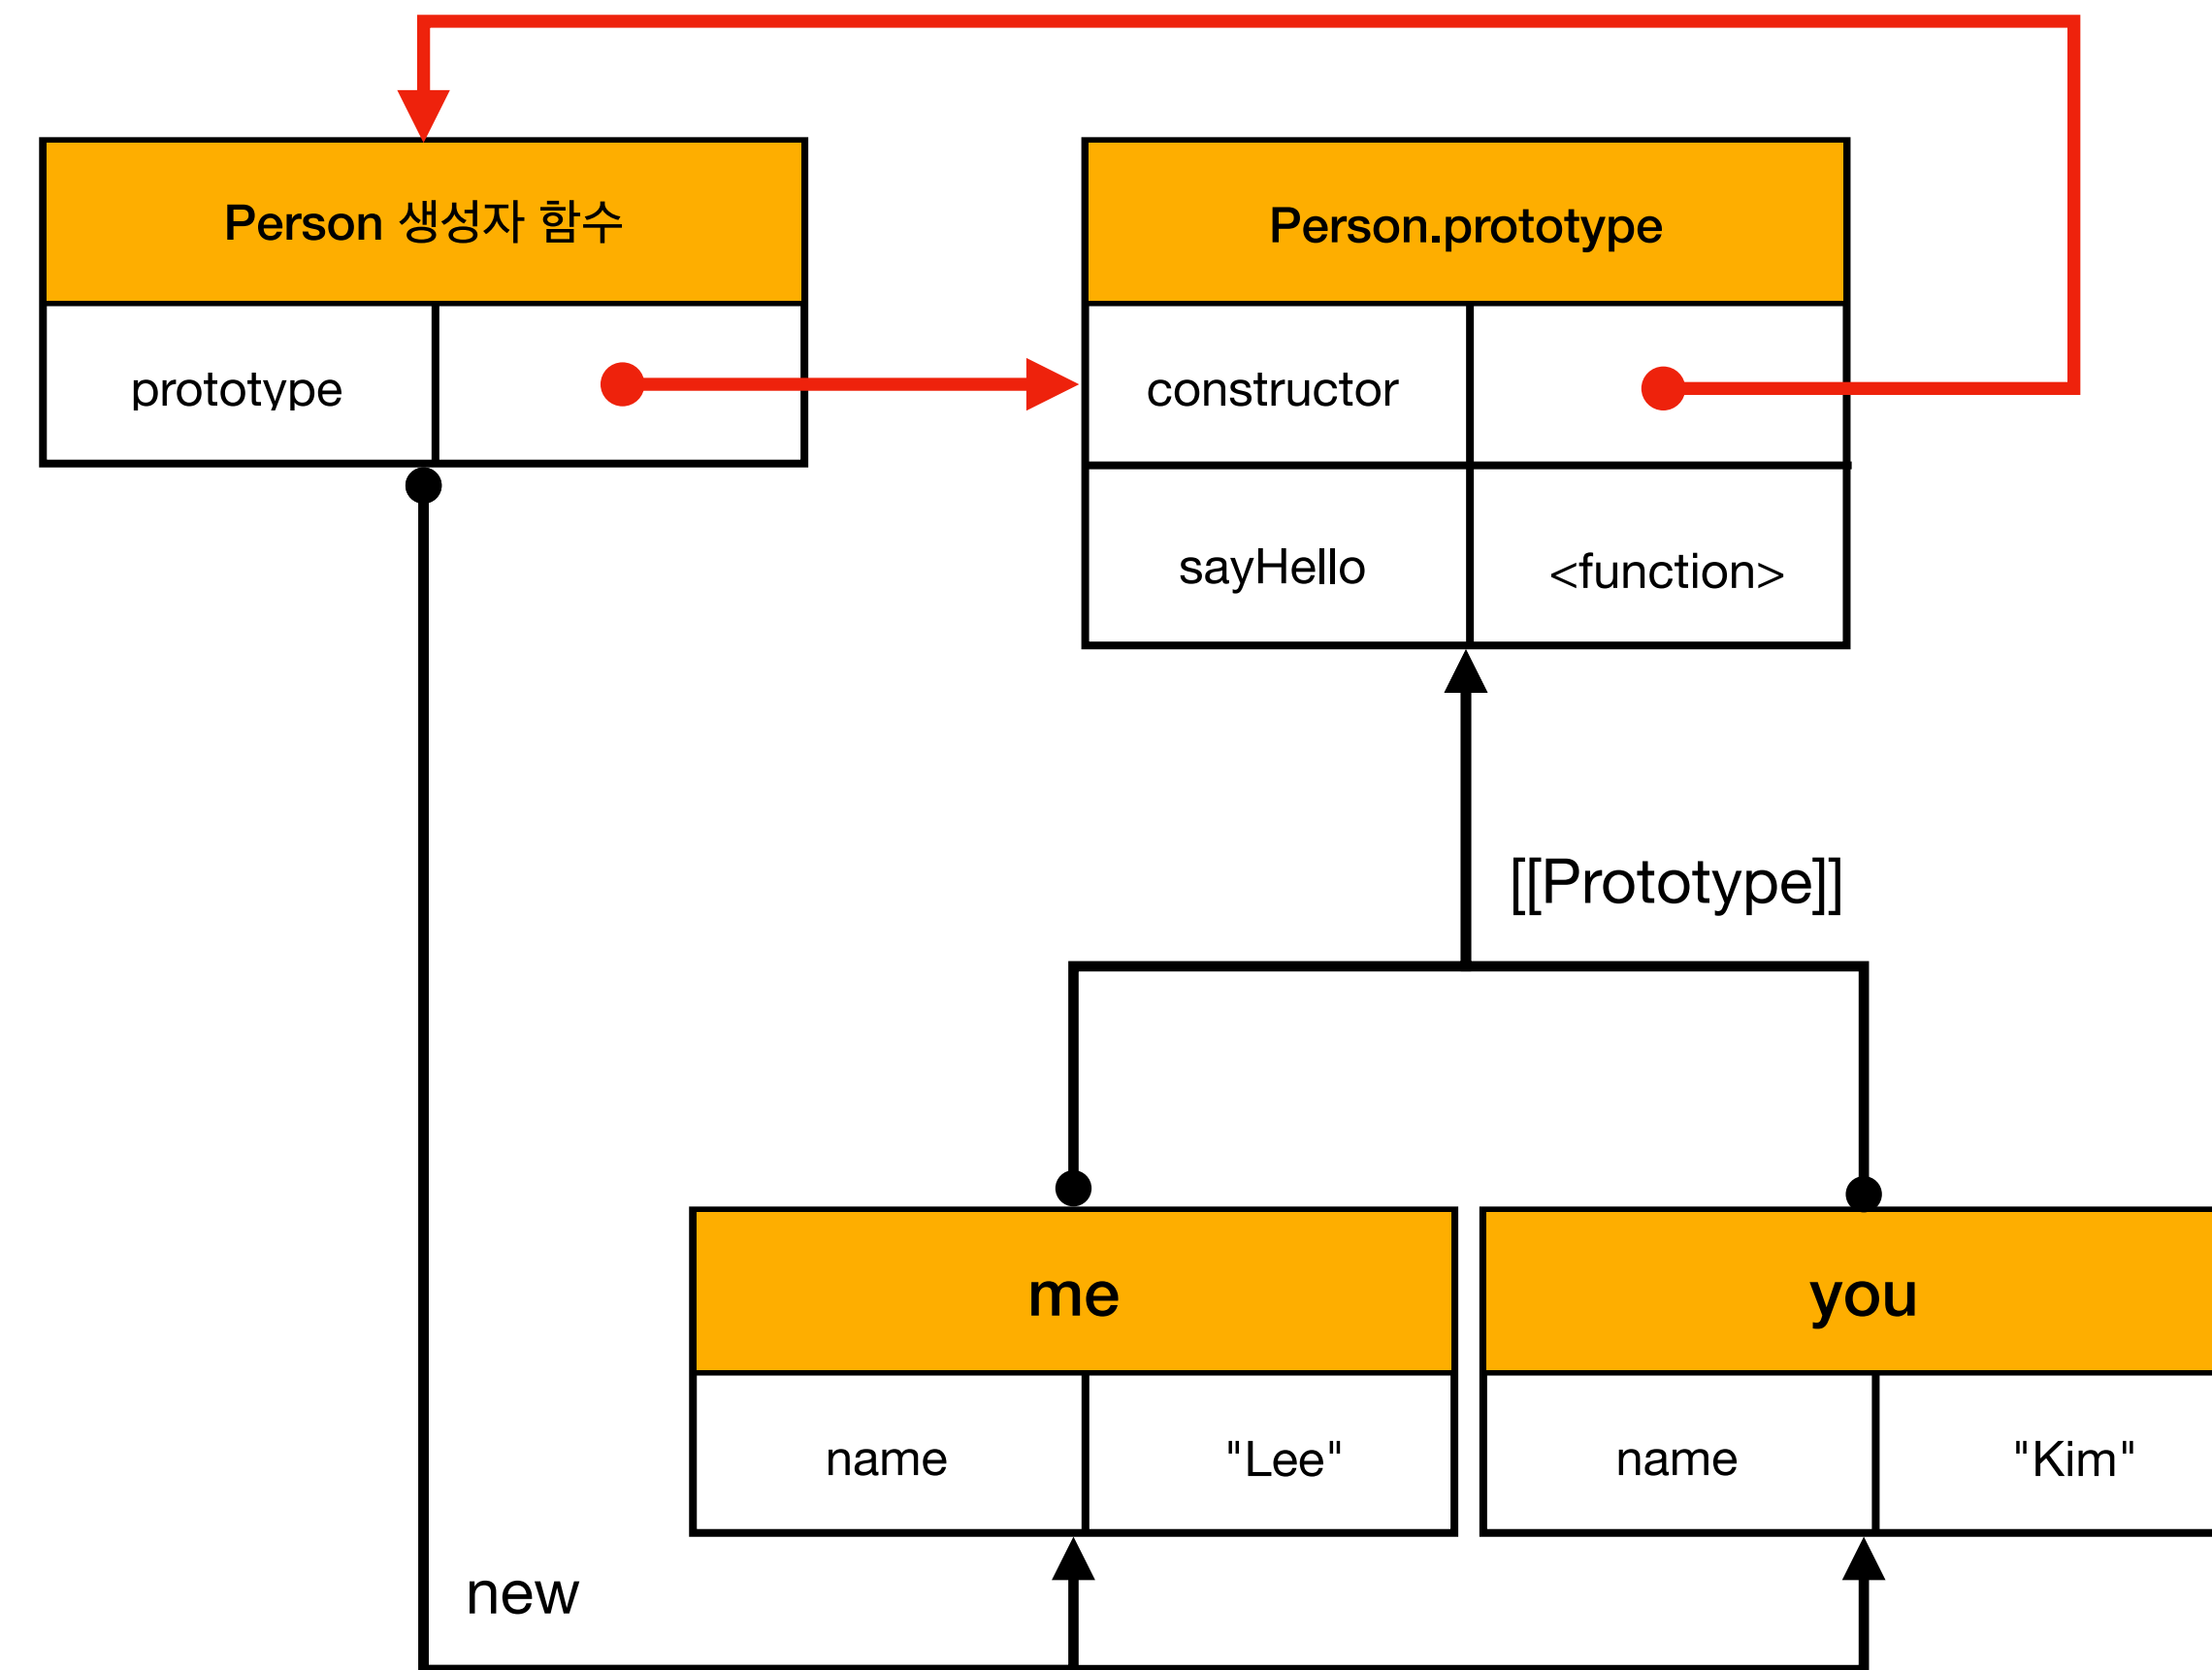 Person 생성자 함수
Person.prototype
prototvpe
constructor
sayHello
<function>
[[Prototype]]
me
you
name
"Lee"
name
"Kim"
new